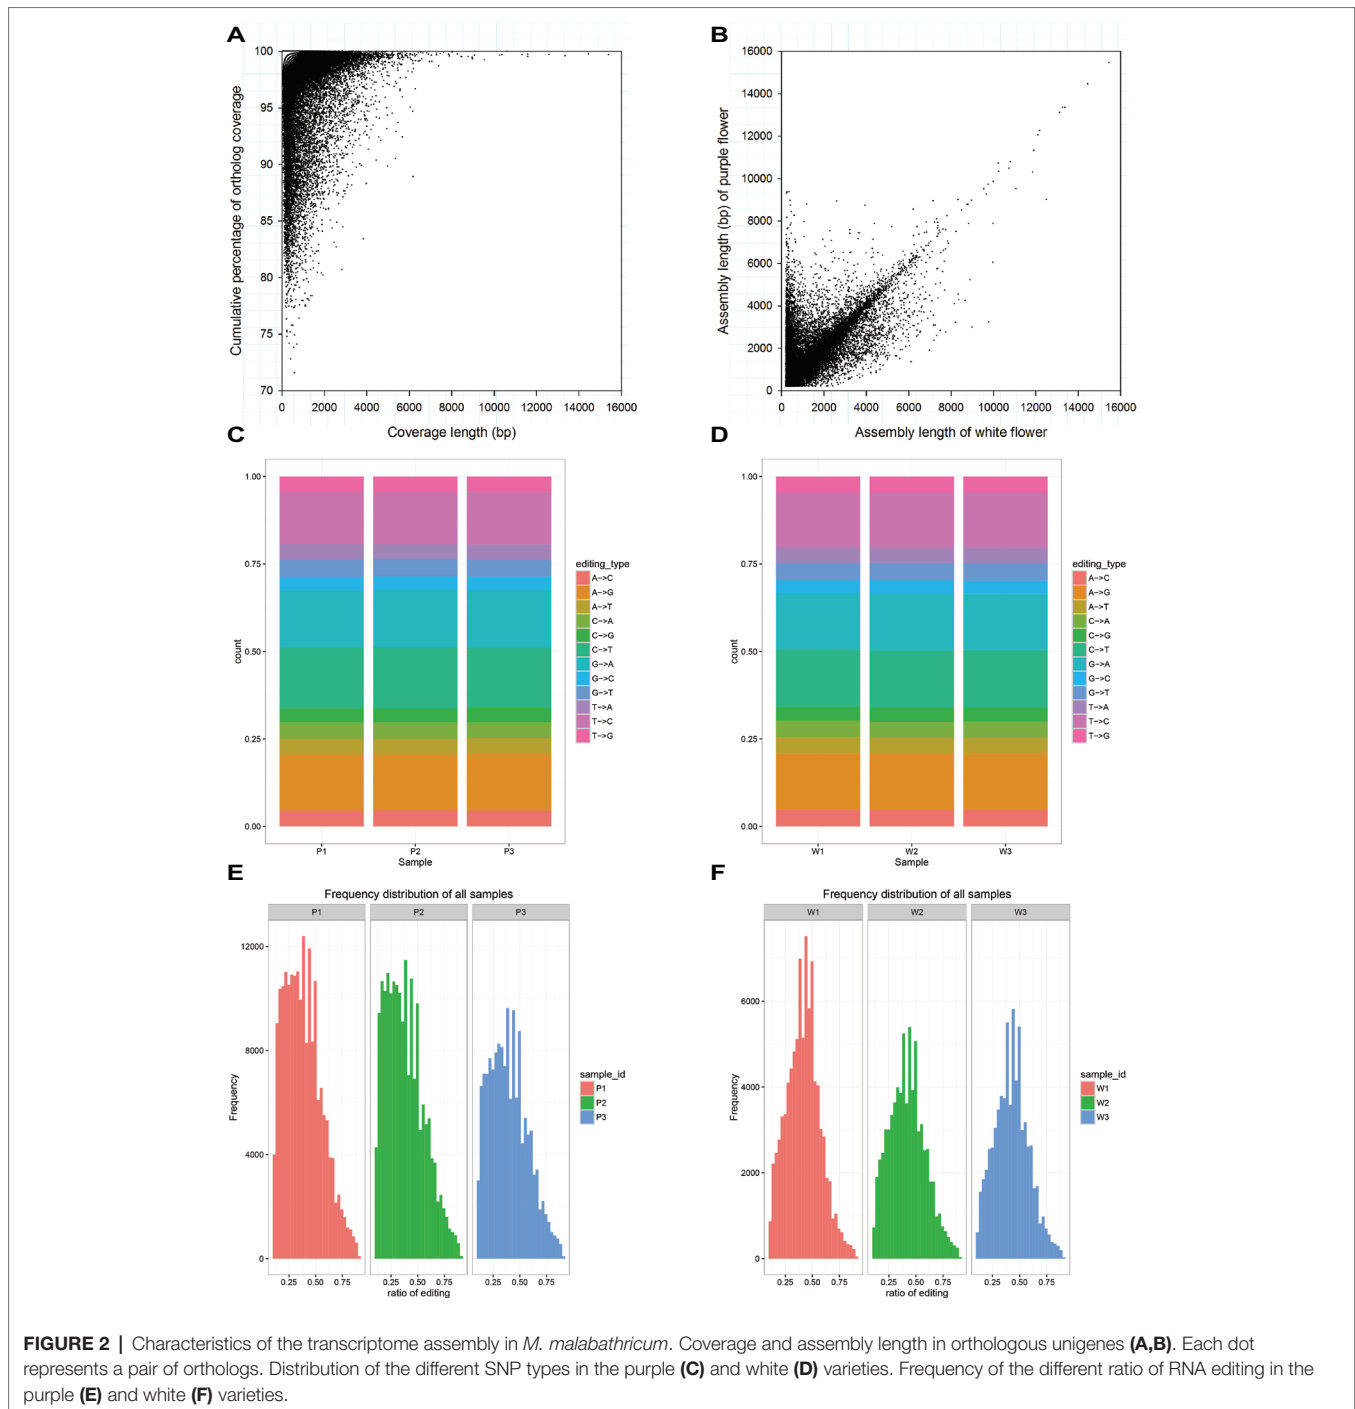 A
Cumulative percentage of ortholog coverage
100
95
90
85
80
75
70
0 2000 4000 6000 8000 10000 12000 14000 16000
Coverage length (bp)
B
Assembly length (bp) of purple flower
16000
14000
12000
10000
8000
6000
4000
2000
0
0 2000 4000 6000 8000 10000 12000 14000 16000
Assembly length of white flower
C
count
1.00
0.75
0.50
0.25
0.00
P1 P2 P3
Sample
editing_type
A->C
A->G
A->T
C->A
C->G
C->T
G->A
G->C
G->T
T->A
T->C
T->G
D
count
1.00
0.75
0.50
0.25
0.00
W1 W2 W3
Sample
editing_type
A->C
A->G
A->T
C->A
C->G
C->T
G->A
G->C
G->T
T->A
T->C
T->G
E
Frequency distribution of all samples
P1 P2 P3
Frequency
12000
8000
4000
0
0.25 0.50 0.75 0.25 0.50 0.75 0.25 0.50 0.75
ratio of editing
sample_id
P1
P2
P3
F
Frequency distribution of all samples
W1 W2 W3
Frequency
6000
4000
2000
0
0.25 0.50 0.75 0.25 0.50 0.75 0.25 0.50 0.75
ratio of editing
sample_id
W1
W2
W3
FIGURE 2 | Characteristics of the transcriptome assembly in M. malabathricum. Coverage and assembly length in orthologous unigenes (A,B). Each dot
represents a pair of orthologs. Distribution of the different SNP types in the purple (C) and white (D) varieties. Frequency of the different ratio of RNA editing in the
purple (E) and white (F) varieties.